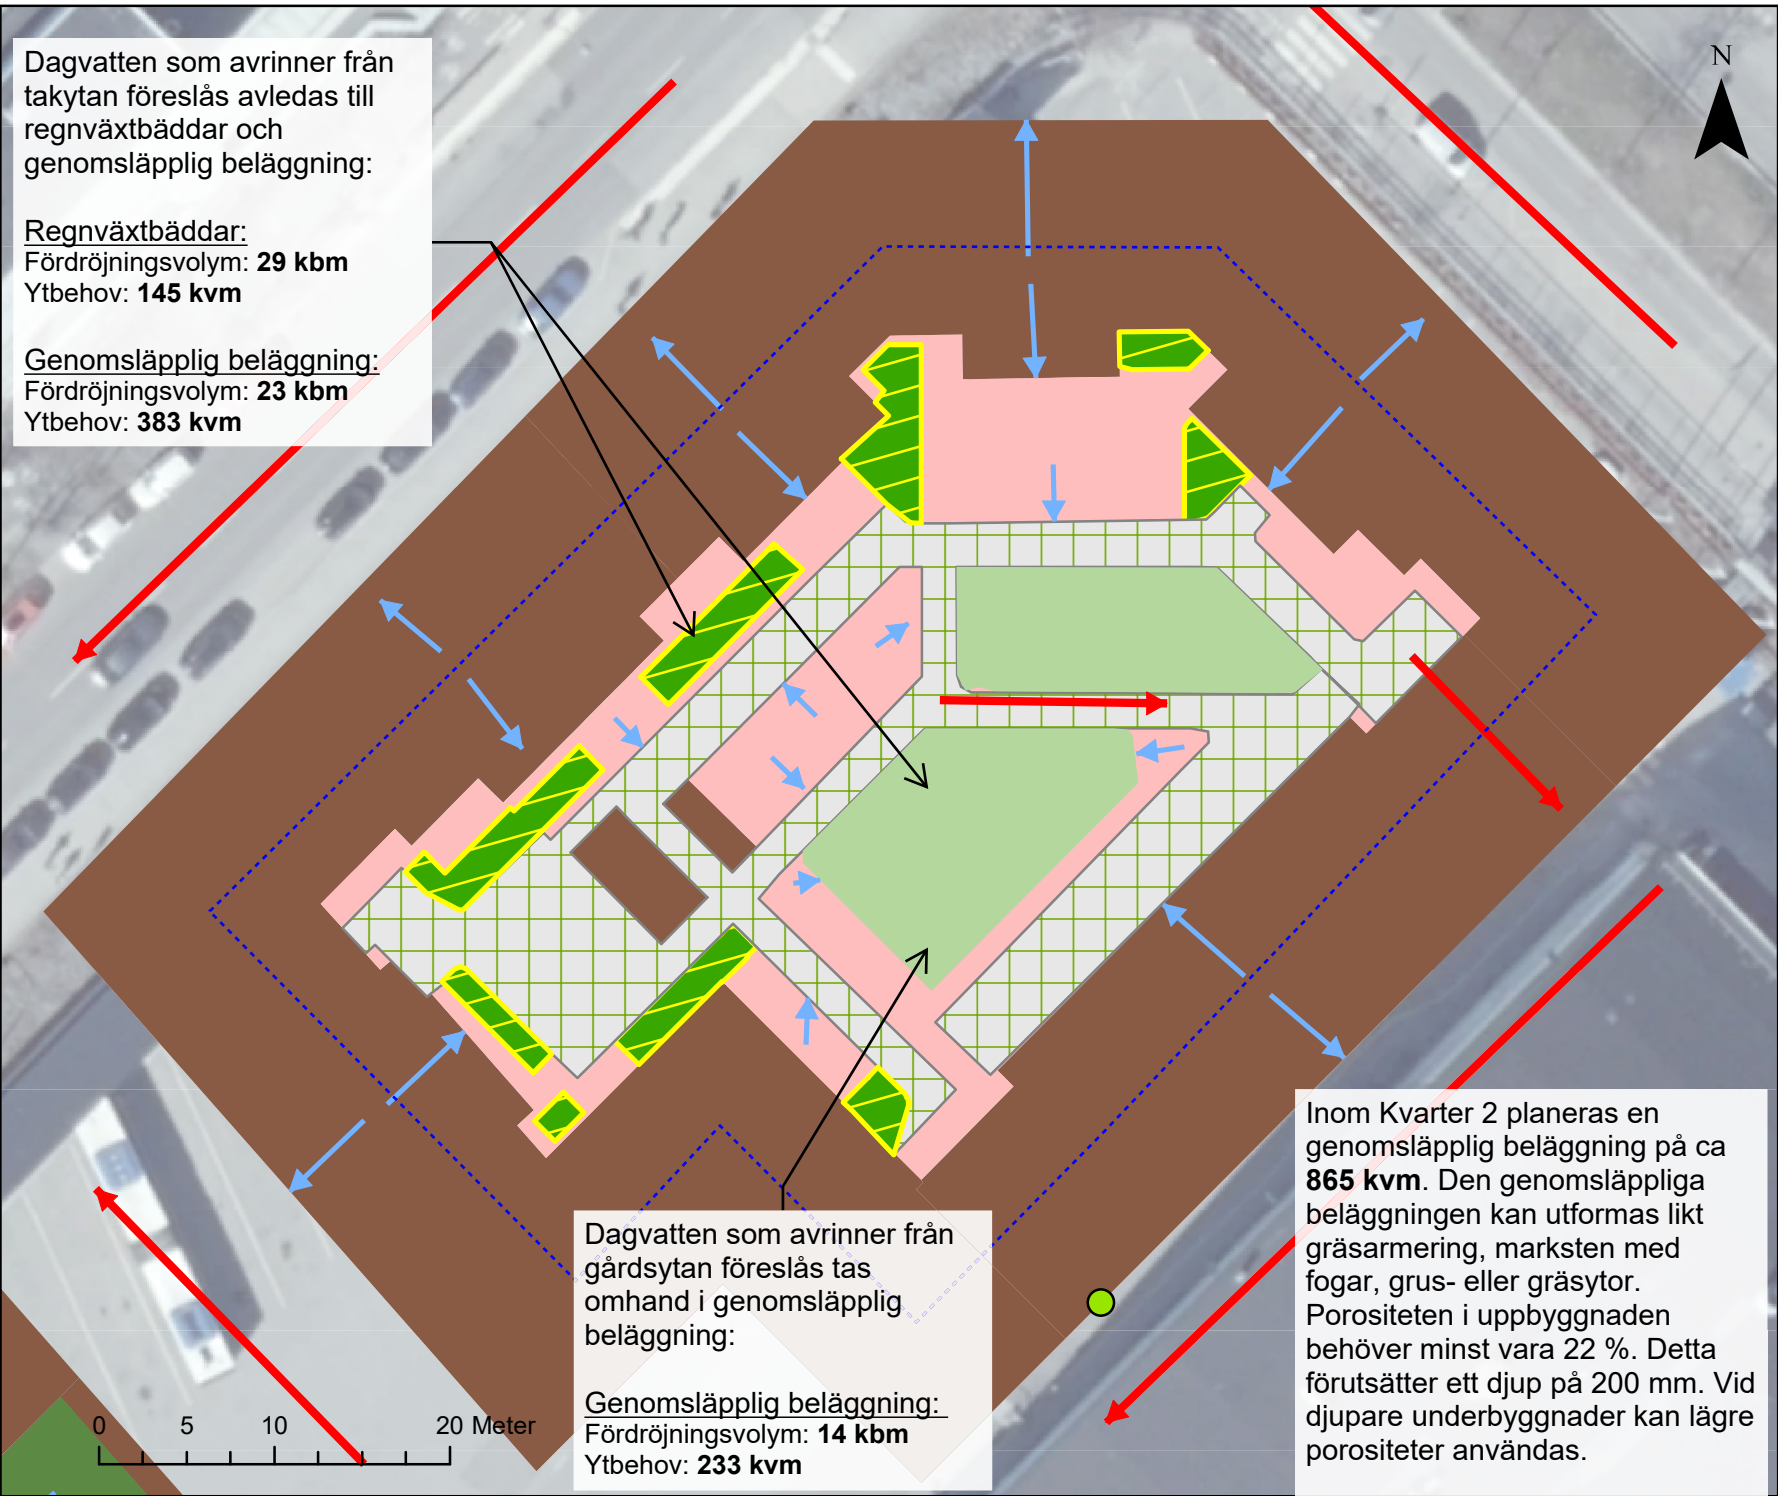 Dagvatten som avrinner från
takytan föreslås avledas till
regnväxtbäddar och
genomsläpplig beläggning:
Regnväxtbäddar:
Fördröjningsvolym: 29 kbm
Ytbehov: 145 kvm
Genomsläpplig beläggning:
Fördröjningsvolym: 23 kbm
Ytbehov: 383 kvm
N
Inom Kvarter 2 planeras en
genomsläpplig beläggning på ca
865 kvm. Den genomsläppliga
beläggningen kan utformas likt
gräsarmering, marksten med
fogar, grus- eller gräsytor.
Porositeten i uppbyggnaden
behöver minst vara 22 %. Detta
förutsätter ett djup på 200 mm. Vid
djupare underbyggnader kan lägre
porositeter användas.
Dagvatten som avrinner från
gårdsytan föreslås tas
omhand i genomsläpplig
beläggning:
Genomsläpplig beläggning:
Fördröjningsvolym: 14 kbm
Ytbehov: 233 kvm
0 5 10 20 Meter